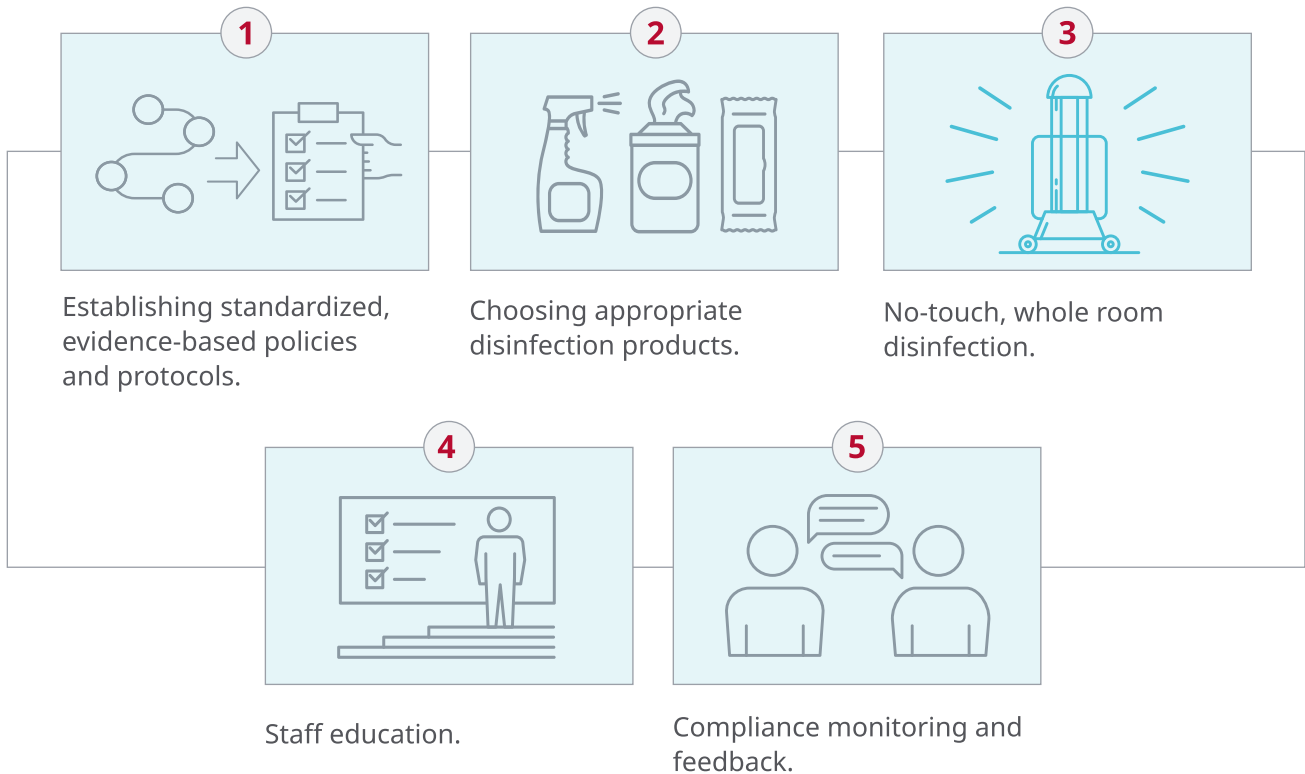 1
Establishing standardized,
evidence-based policies
and protocols.
2
Choosing appropriate
disinfection products.
3
No-touch, whole room
disinfection.
4
Staff education.
5
Compliance monitoring and
feedback.